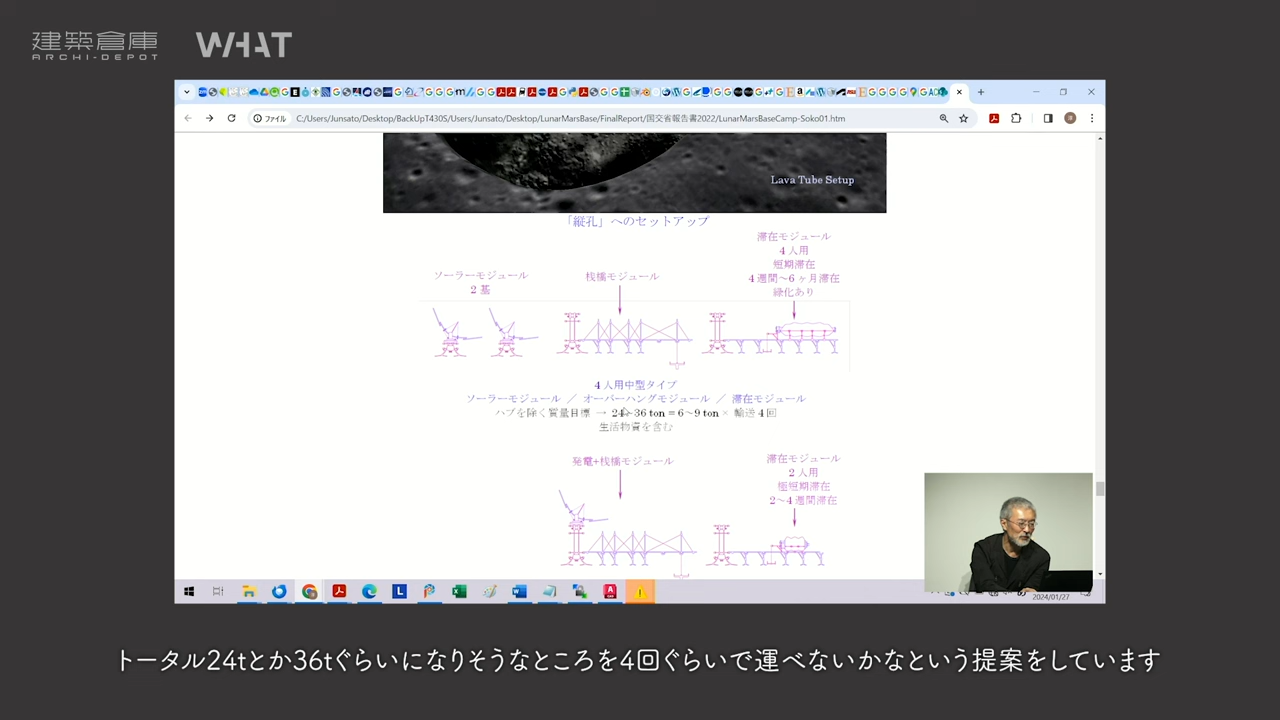 建築倉庫
ARCHI-DEPOT
WHAT
ファイル
C:/Users/Junsato/Desktop/BackUpT430S/Users/Junsato/Desktop/LunarMarsBase/FinalReport/国交省報告書2022/LunarMarsBaseCamp-Soko01.htm
Lava Tube Setup
「縦孔」へのセットアップ
ソーラーモジュール
2 基
桟橋モジュール
滞在モジュール
4 人用
短期滞在
4 週間～6 ヶ月滞在
緑化あり
4 人用中型タイプ
ソーラーモジュール ／ オーバーハングモジュール ／ 滞在モジュール
ハブを除く質量目標 → 24～36 ton = 6～9 ton × 輸送 4 回
生活物資を含む
発電+桟橋モジュール
滞在モジュール
2 人用
極短期滞在
2～4 週間滞在
2024/01/27
トータル24tとか36tぐらいになりそうなところを4回ぐらいで運べないかなという提案をしています